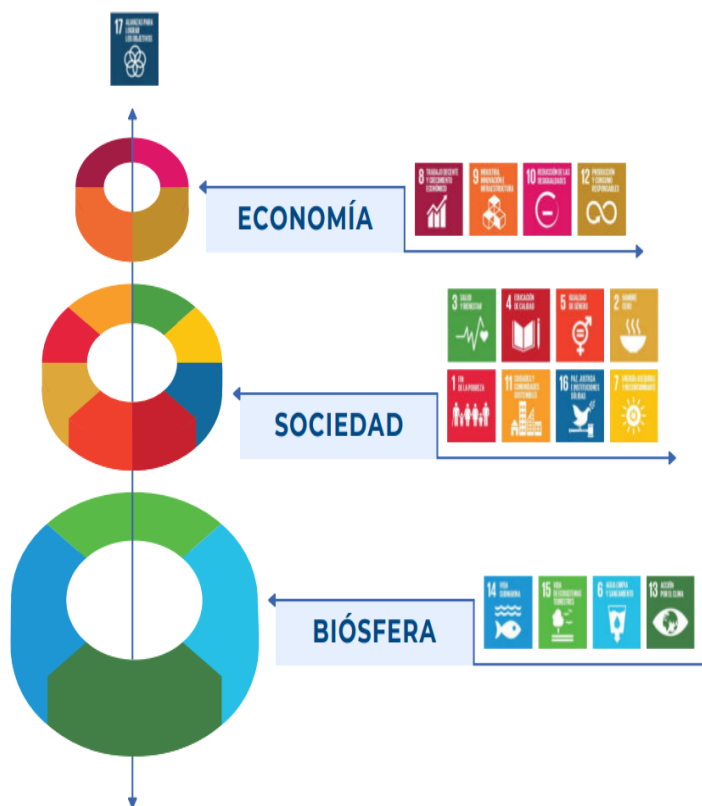 17 ALIANZAS PARA
LOGRAR
LOS OBJETIVOS
8 TRABAJO DECENTE
Y CRECIMIENTO
ECONÓMICO
9 INDUSTRIA,
INNOVACIÓN E
INFRAESTRUCTURA
10 REDUCCIÓN DE LAS
DESIGUALDADES
12 PRODUCCIÓN
Y CONSUMO
RESPONSABLES
ECONOMÍA
3 SALUD
Y BIENESTAR
4 EDUCACIÓN
DE CALIDAD
5 IGUALDAD
DE GÉNERO
2 HAMBRE
CERO
1 FIN
DE LA POBREZA
11 CIUDADES Y
COMUNIDADES
SOSTENIBLES
16 PAZ, JUSTICIA
E INSTITUCIONES
SÓLIDAS
7 ENERGÍA ASEQUIBLE
Y NO CONTAMINANTE
SOCIEDAD
14 VIDA
SUBMARINA
15 VIDA
DE ECOSISTEMAS
TERRESTRES
6 AGUA LIMPIA
Y SANEAMIENTO
13 ACCIÓN
POR EL CLIMA
BIÓSFERA